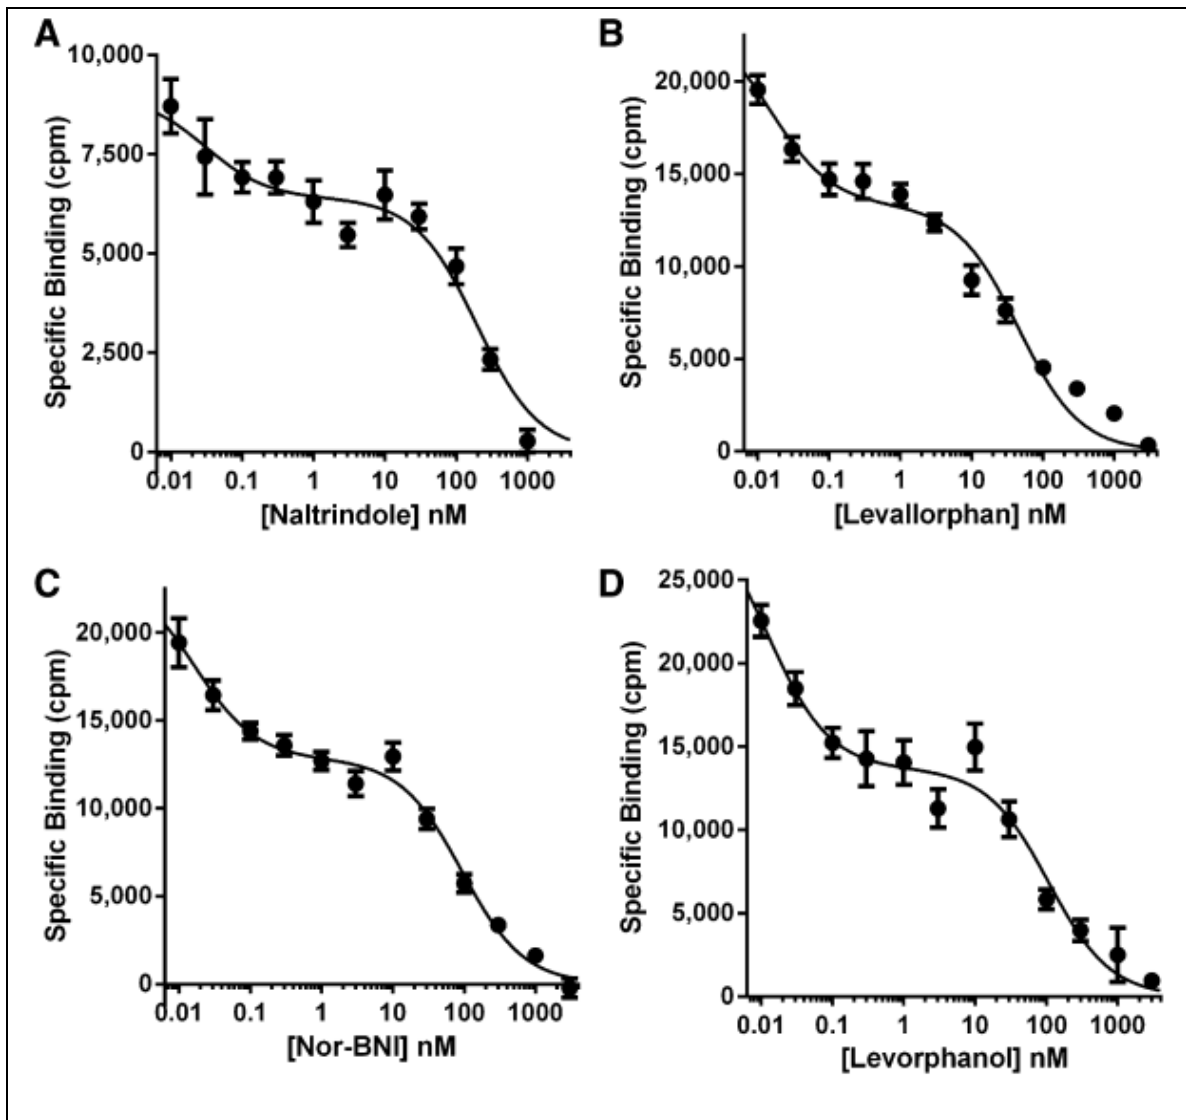 A
10,000
7,500
5,000
2,500
0
Specific Binding (cpm)
0.01 0.1 1 10 100 1000
[Naltrindole] nM
B
20,000
15,000
10,000
5,000
0
Specific Binding (cpm)
0.01 0.1 1 10 100 1000
[Levallorphan] nM
C
20,000
15,000
10,000
5,000
0
Specific Binding (cpm)
0.01 0.1 1 10 100 1000
[Nor-BNI] nM
D
25,000
20,000
15,000
10,000
5,000
0
Specific Binding (cpm)
0.01 0.1 1 10 100 1000
[Levorphanol] nM